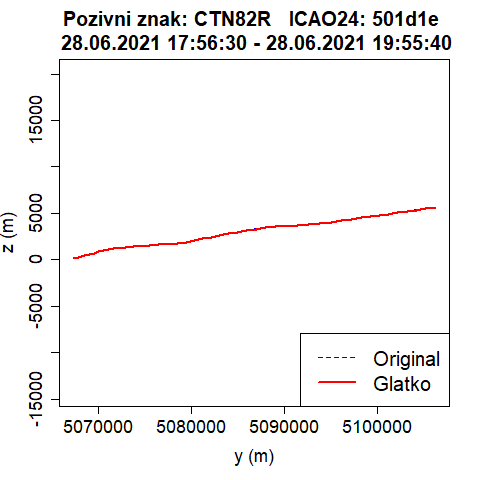 Pozivni znak: CTN82R   ICAO24: 501d1e
28.06.2021 17:56:30 - 28.06.2021 19:55:40
15000
5000
0
-5000
-15000
z (m)
Original
Glatko
5070000 5080000 5090000 5100000
y (m)